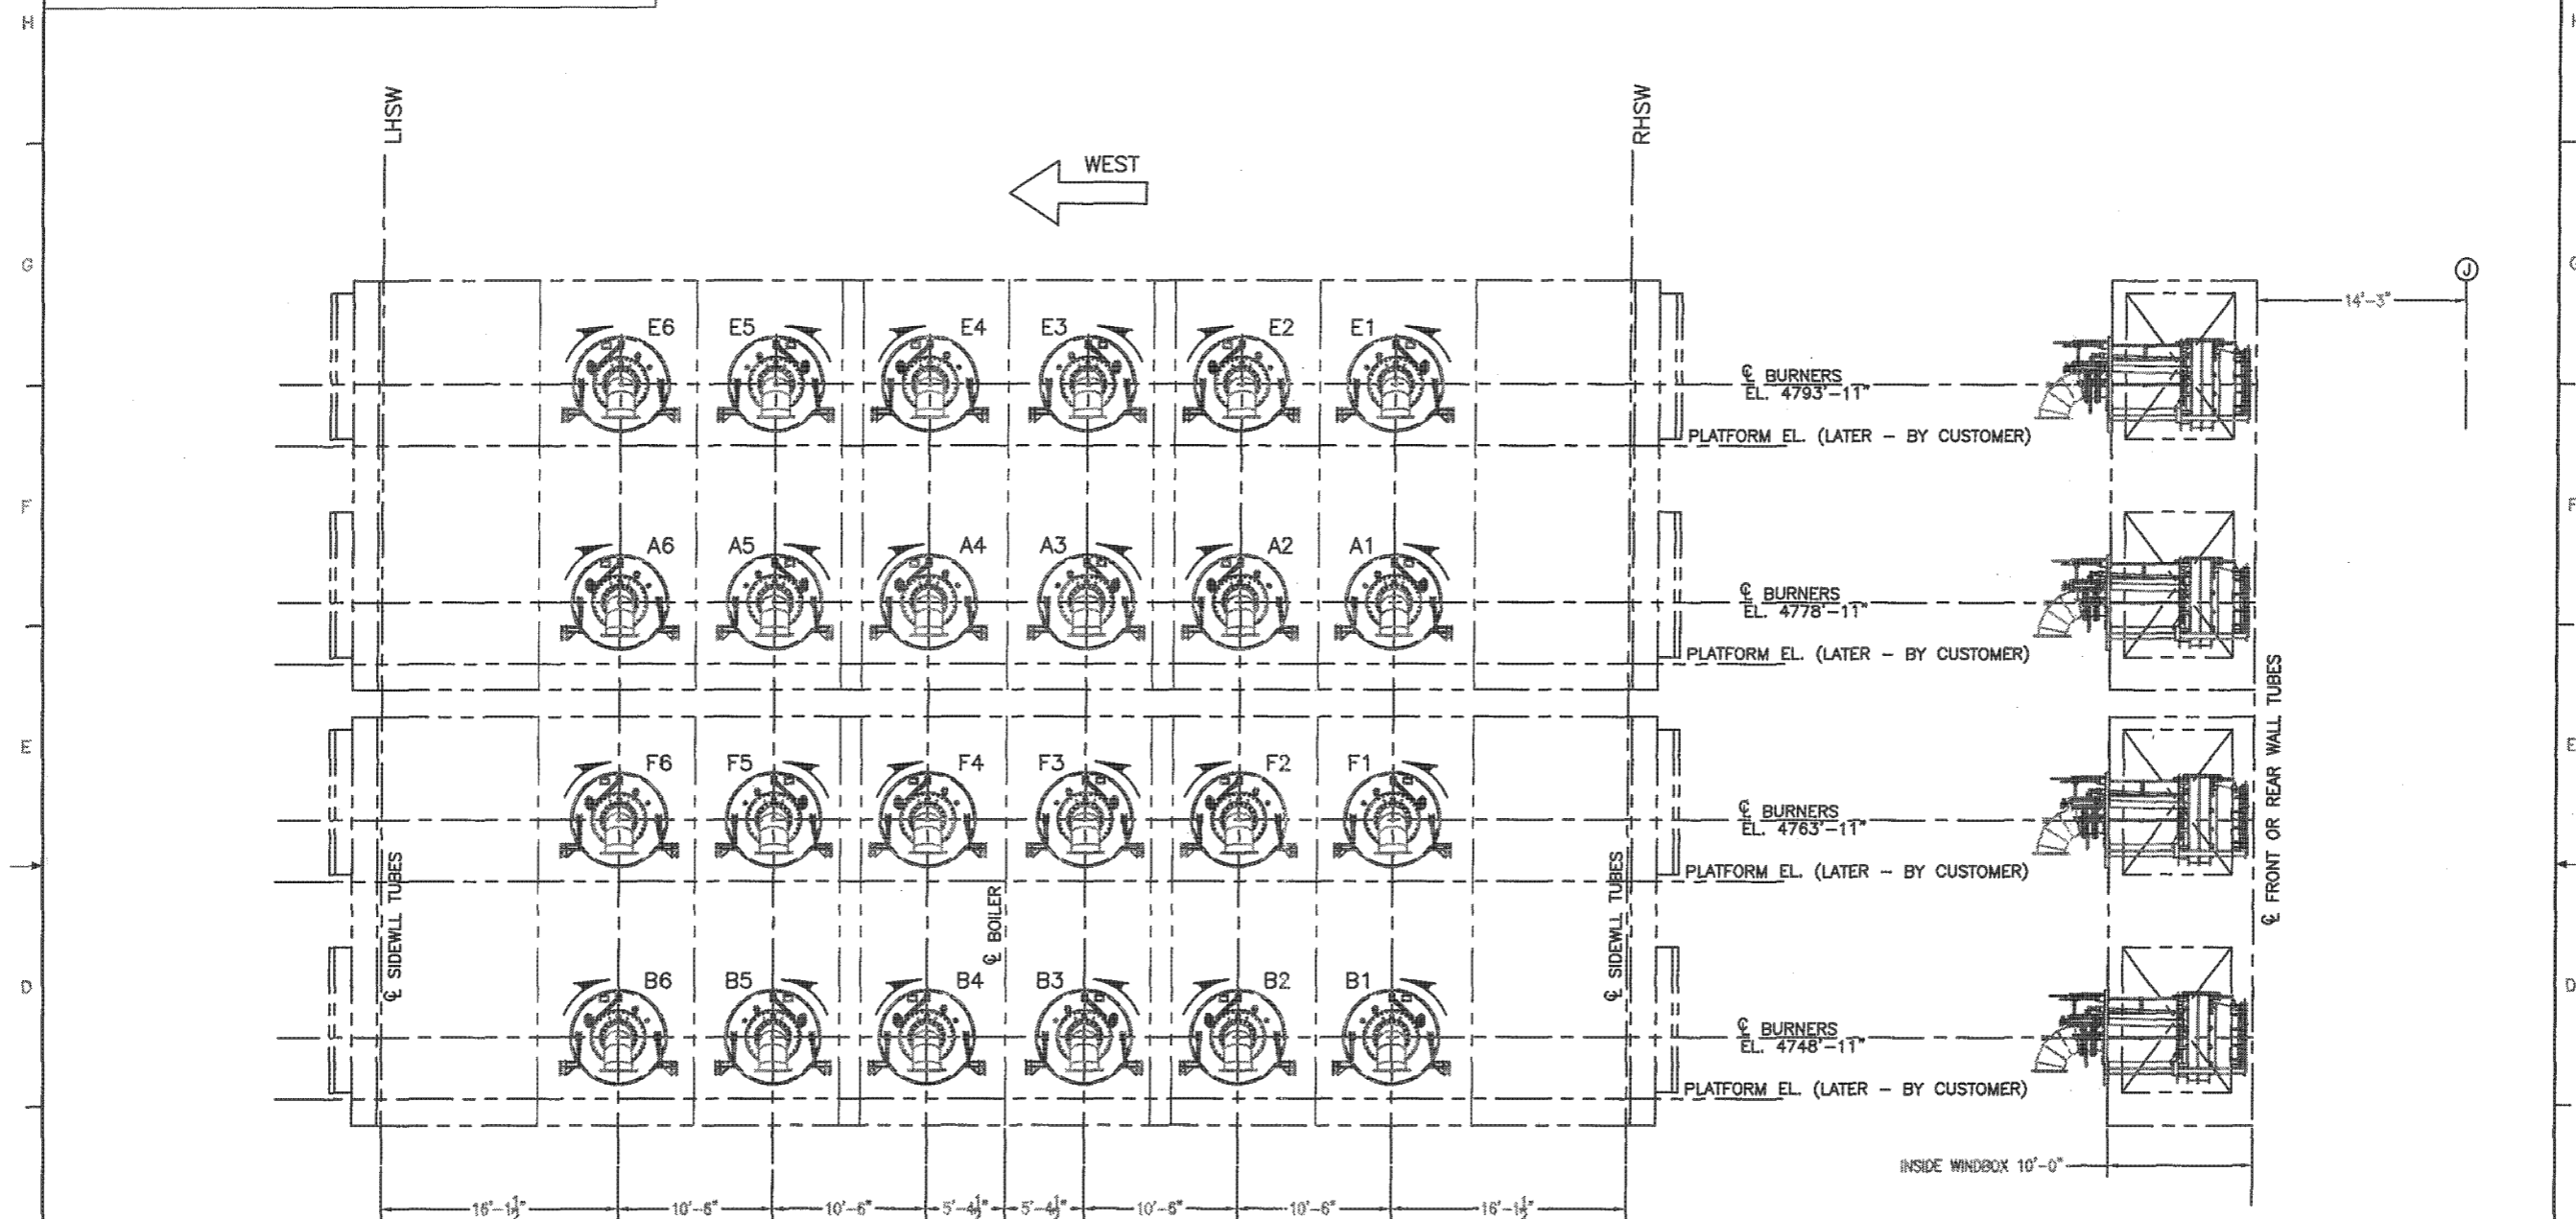 H
LHSW
RHSW
WEST
G
J
14'-3"
E6 E5 E4 E3 E2 E1
℄ BURNERS
EL. 4793'-11"
PLATFORM EL. (LATER - BY CUSTOMER)
F
F
A6 A5 A4 A3 A2 A1
℄ BURNERS
EL. 4778'-11"
PLATFORM EL. (LATER - BY CUSTOMER)
E
E
F6 F5 F4 F3 F2 F1
℄ BURNERS
EL. 4763'-11"
PLATFORM EL. (LATER - BY CUSTOMER)
℄ SIDEWLL TUBES
℄ BOILER
℄ SIDEWLL TUBES
℄ FRONT OR REAR WALL TUBES
D
D
B6 B5 B4 B3 B2 B1
℄ BURNERS
EL. 4748'-11"
PLATFORM EL. (LATER - BY CUSTOMER)
INSIDE WINDBOX 10'-0"
16'-1½" 10'-6" 10'-6" 5'-4½" 5'-4½" 10'-6" 10'-6" 16'-1½"